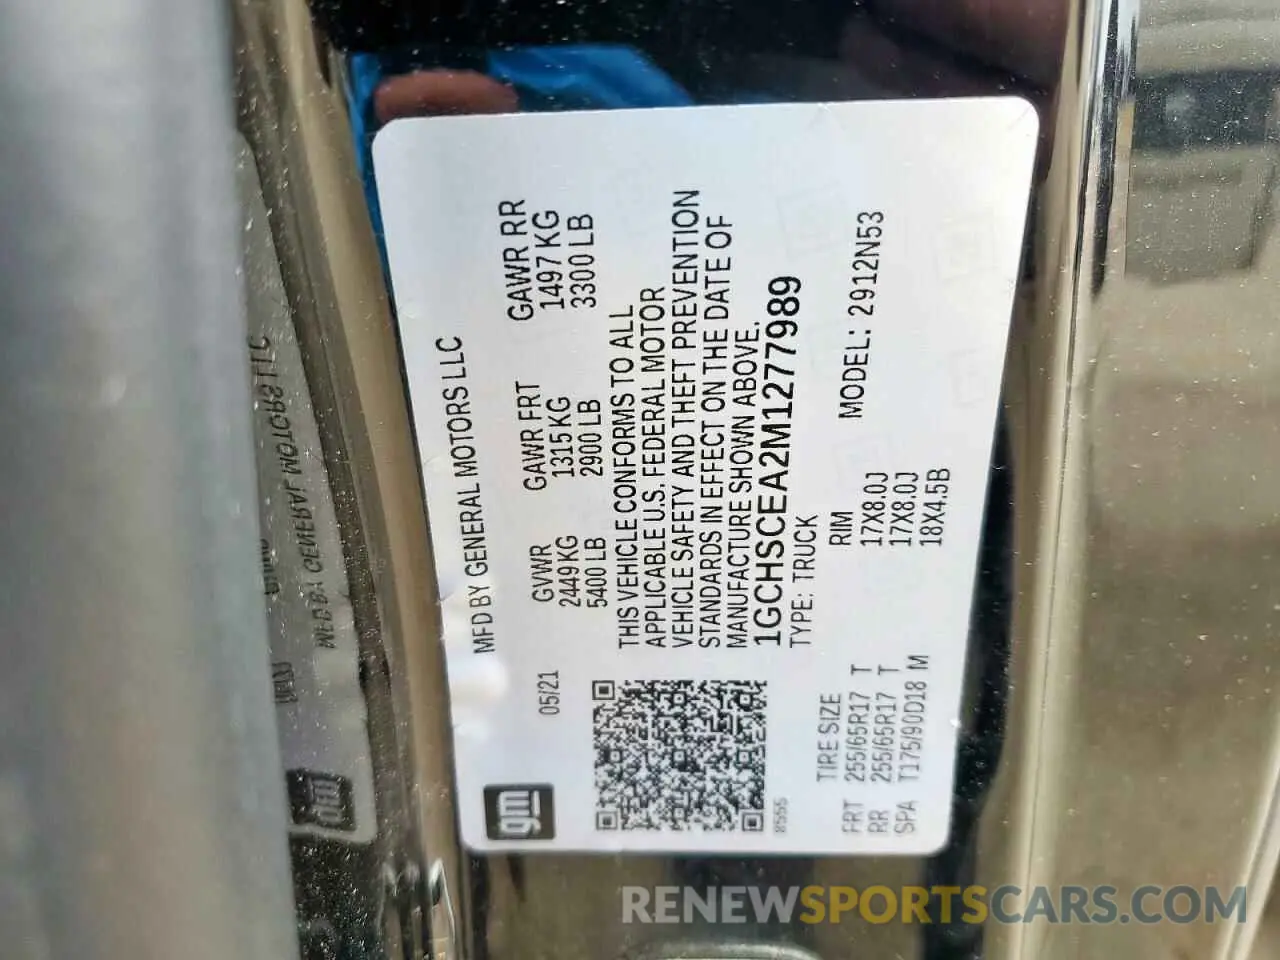 gm
MFD BY GENERAL MOTORS LLC
05/21
GVWR GAWR FRT GAWR RR
2449 KG 1315 KG 1497 KG
5400 LB 2900 LB 3300 LB
THIS VEHICLE CONFORMS TO ALL
APPLICABLE U.S. FEDERAL MOTOR
VEHICLE SAFETY AND THEFT PREVENTION
STANDARDS IN EFFECT ON THE DATE OF
MANUFACTURE SHOWN ABOVE.
1GCHSCEA2M1277989
8555
TYPE: TRUCK
MODEL: 2912N53
TIRE SIZE RIM
FRT 255/65R17 T 17X8.0J
RR 255/65R17 T 17X8.0J
SPA T175/90D18 M 18X4.5B
RENEWSPORTSCARS.COM